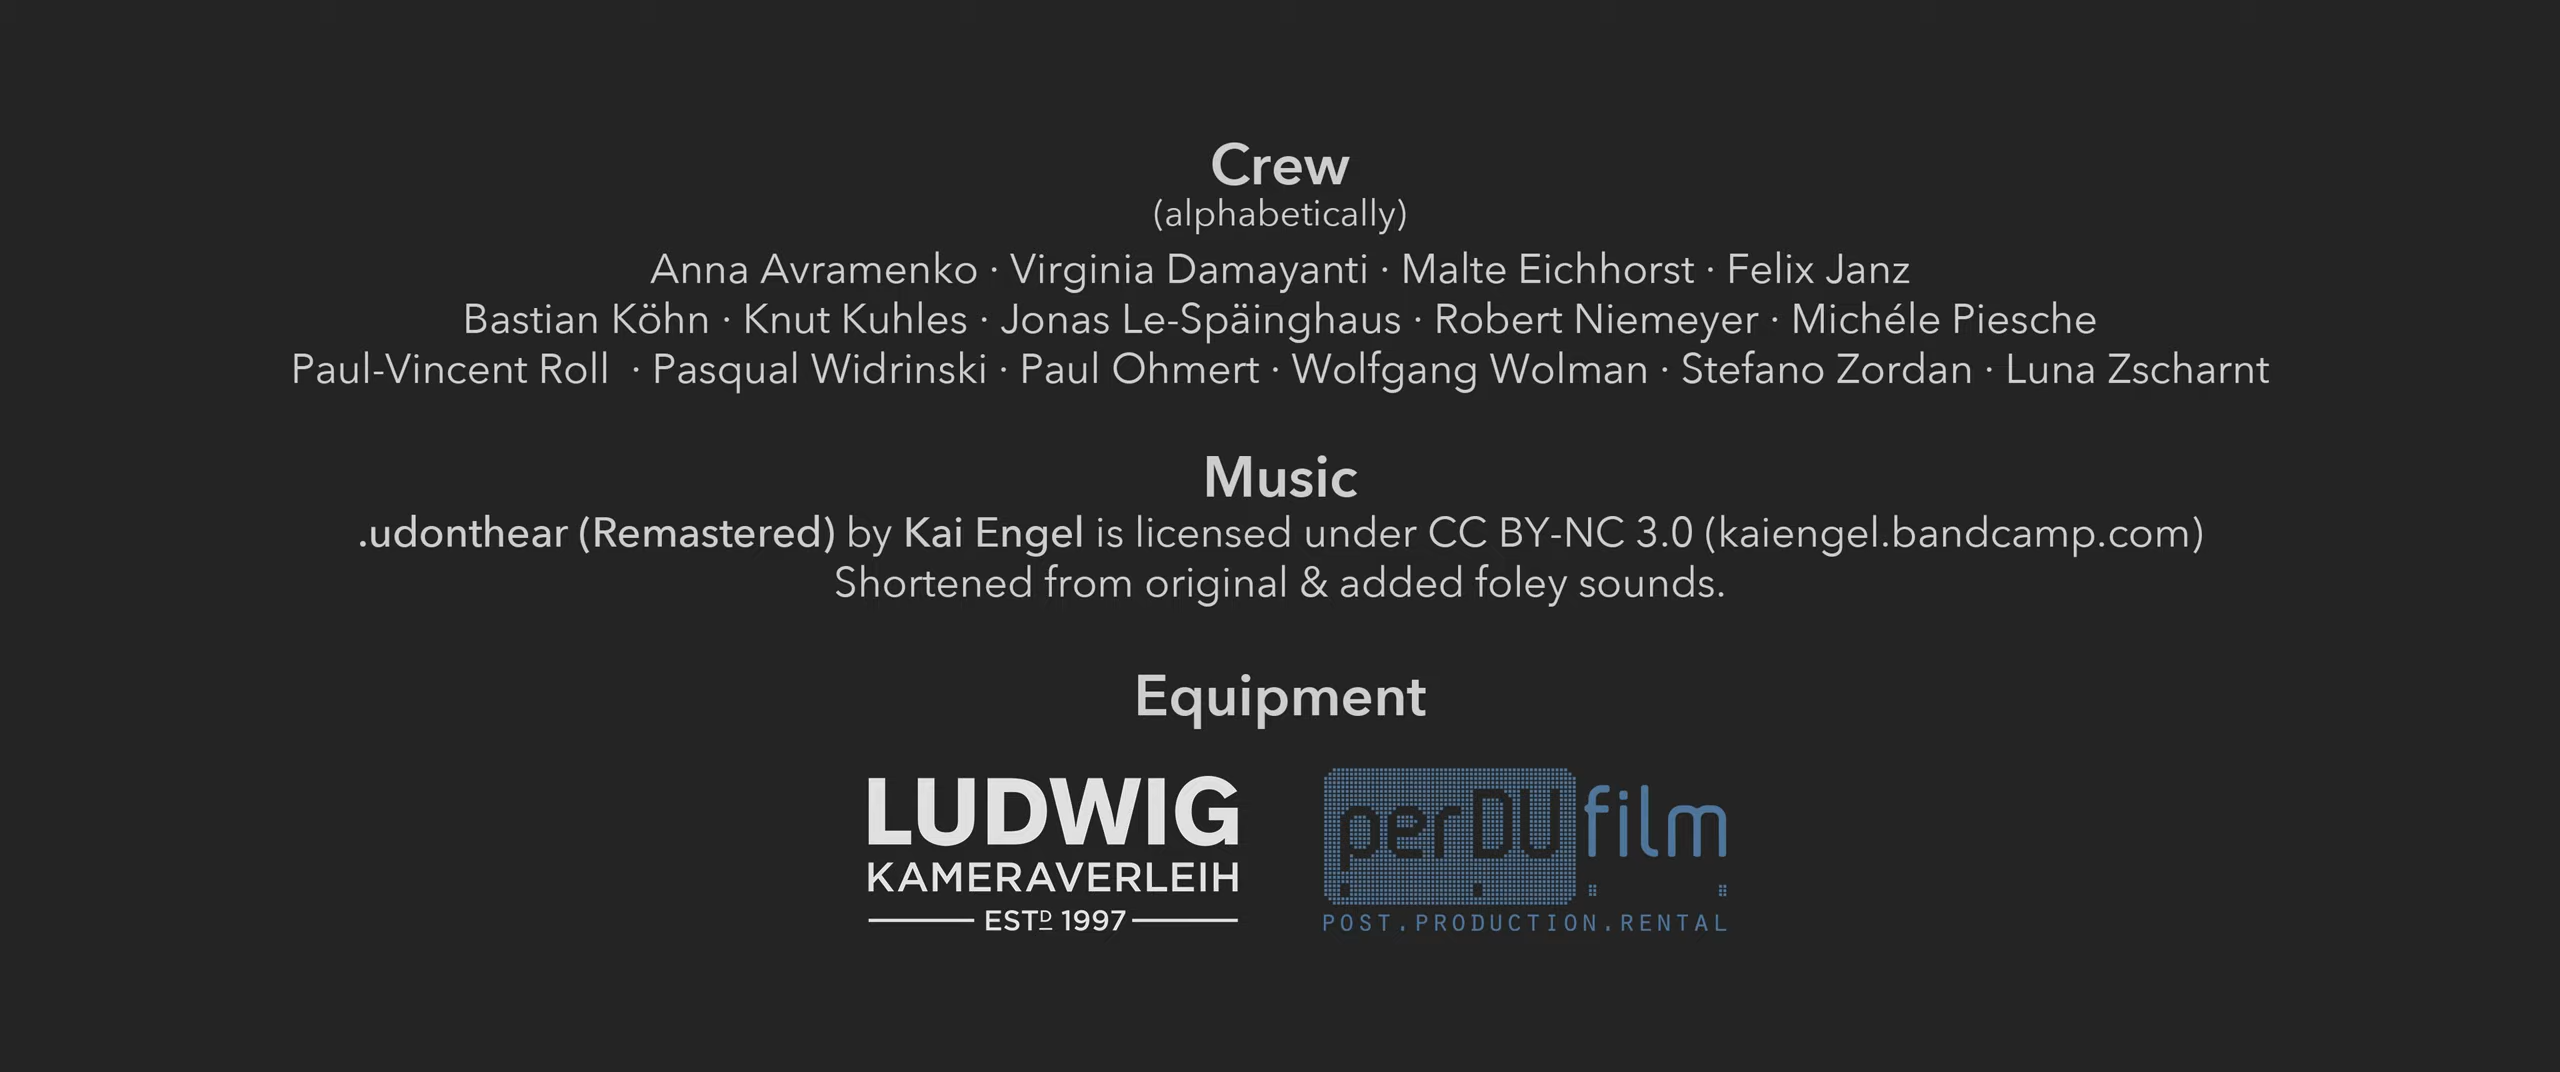 Crew
(alphabetically)
Anna Avramenko · Virginia Damayanti · Malte Eichhorst · Felix Janz
Bastian Köhn · Knut Kuhles · Jonas Le-Späinghaus · Robert Niemeyer · Michéle Piesche
Paul-Vincent Roll · Pasqual Widrinski · Paul Ohmert · Wolfgang Wolman · Stefano Zordan · Luna Zscharnt
Music
.udonthear (Remastered) by Kai Engel is licensed under CC BY-NC 3.0 (kaiengel.bandcamp.com)
Shortened from original & added foley sounds.
Equipment
LUDWIG
KAMERAVERLEIH
ESTD 1997
perDU film
POST.PRODUCTION.RENTAL